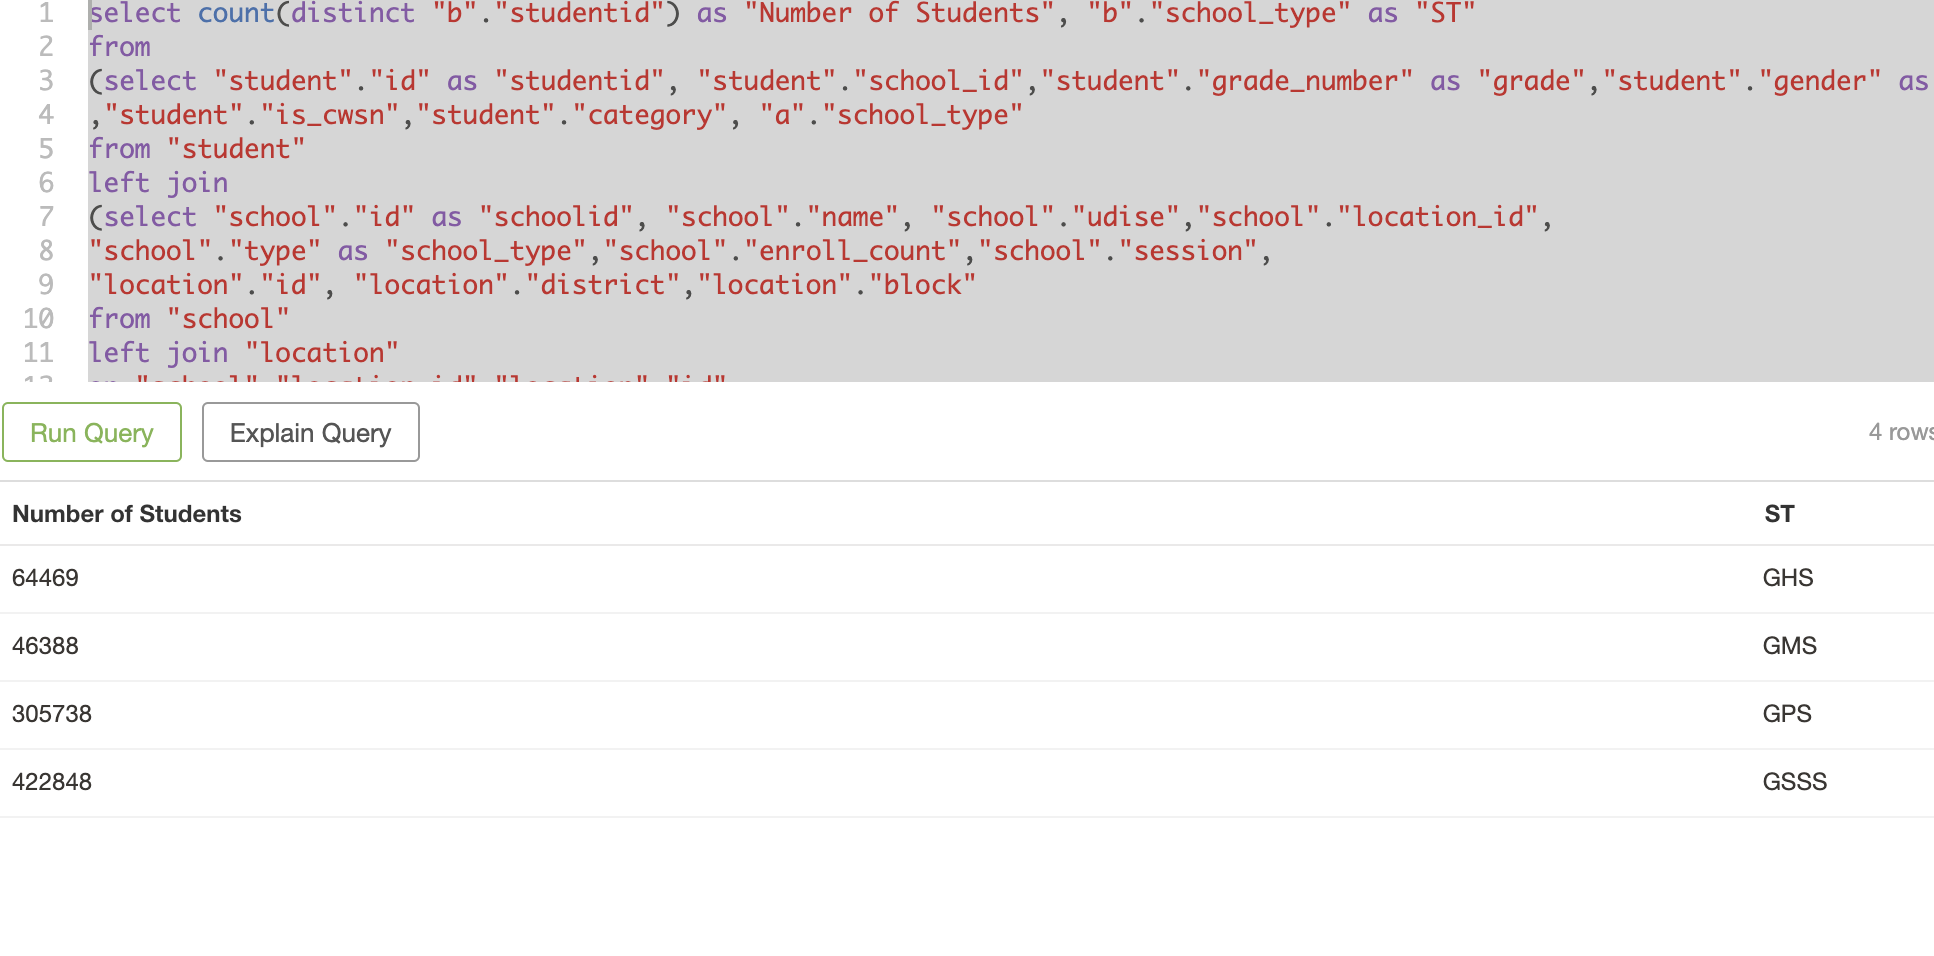 1 select count(distinct "b"."studentid") as "Number of Students", "b"."school_type" as "ST"
2 from
3 (select "student"."id" as "studentid", "student"."school_id","student"."grade_number" as "grade","student"."gender" as
4 ,"student"."is_cwsn","student"."category", "a"."school_type"
5 from "student"
6 left join
7 (select "school"."id" as "schoolid", "school"."name", "school"."udise","school"."location_id",
8 "school"."type" as "school_type","school"."enroll_count","school"."session",
9 "location"."id", "location"."district","location"."block"
10 from "school"
11 left join "location"
Run Query Explain Query 4 rows
Number of Students ST
64469 GHS
46388 GMS
305738 GPS
422848 GSSS